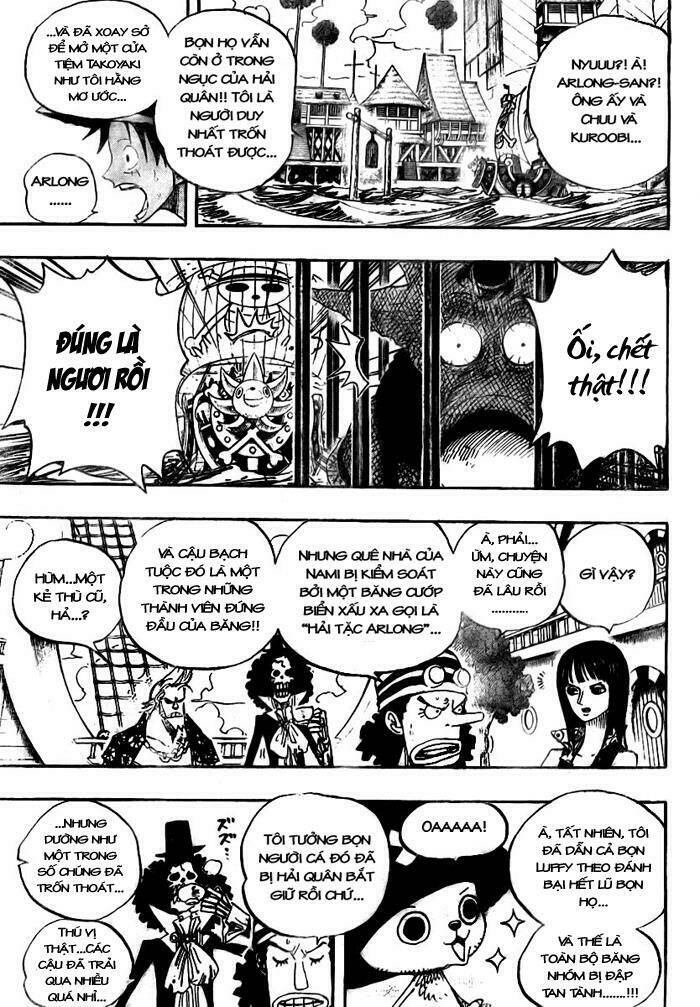 NYUUU?! À!
ARLONG-SAN?!
ÔNG ẤY VÀ
CHUU VÀ
KUROOBI...
BỌN HỌ VẪN
CÒN Ở TRONG
NGỤC CỦA HẢI
QUÂN!! TÔI LÀ
NGƯỜI DUY
NHẤT TRỐN
THOÁT ĐƯỢC...
...VÀ ĐÃ XOAY SỞ
ĐỂ MỞ MỘT CỬA
TIỆM TAKOYAKI
NHƯ TÔI HẰNG
MƠ ƯỚC...
ARLONG
......
Ối, chết
thật!!!
ĐÚNG LÀ
NGƯƠI RỒI
!!!
GÌ VẬY?
À, PHẢI...
ỪM, CHUYỆN
NÀY CŨNG
ĐÃ LÂU RỒI
............
NHƯNG QUÊ NHÀ CỦA
NAMI BỊ KIỂM SOÁT
BỞI MỘT BĂNG CƯỚP
BIỂN XẤU XA GỌI LÀ
"HẢI TẶC ARLONG"...
VÀ CẬU BẠCH
TUỘC ĐÓ LÀ MỘT
TRONG NHỮNG
THÀNH VIÊN ĐỨNG
ĐẦU CỦA BĂNG!!
HỪM...MỘT
KẺ THÙ CŨ,
HẢ...?
À, TẤT NHIÊN, TÔI
ĐÃ DẪN CẢ BỌN
LUFFY THEO ĐÁNH
BẠI HẾT LŨ BỌN
HỌ...
VÀ THẾ LÀ
TOÀN BỘ BĂNG
NHÓM BỊ ĐẬP
TAN TÀNH.......!!!
OAAAAA!
TÔI TƯỞNG BỌN
NGƯỜI CÁ ĐÓ ĐÃ
BỊ HẢI QUÂN BẮT
GIỮ RỒI CHỨ...
ズズ...
...NHƯNG
DƯỜNG NHƯ
MỘT TRONG
SỐ CHÚNG ĐÃ
TRỐN THOÁT...
THÚ VỊ
THẬT...CÁC
CẬU ĐÃ TRẢI
QUA NHIỀU
QUÁ NHỈ...